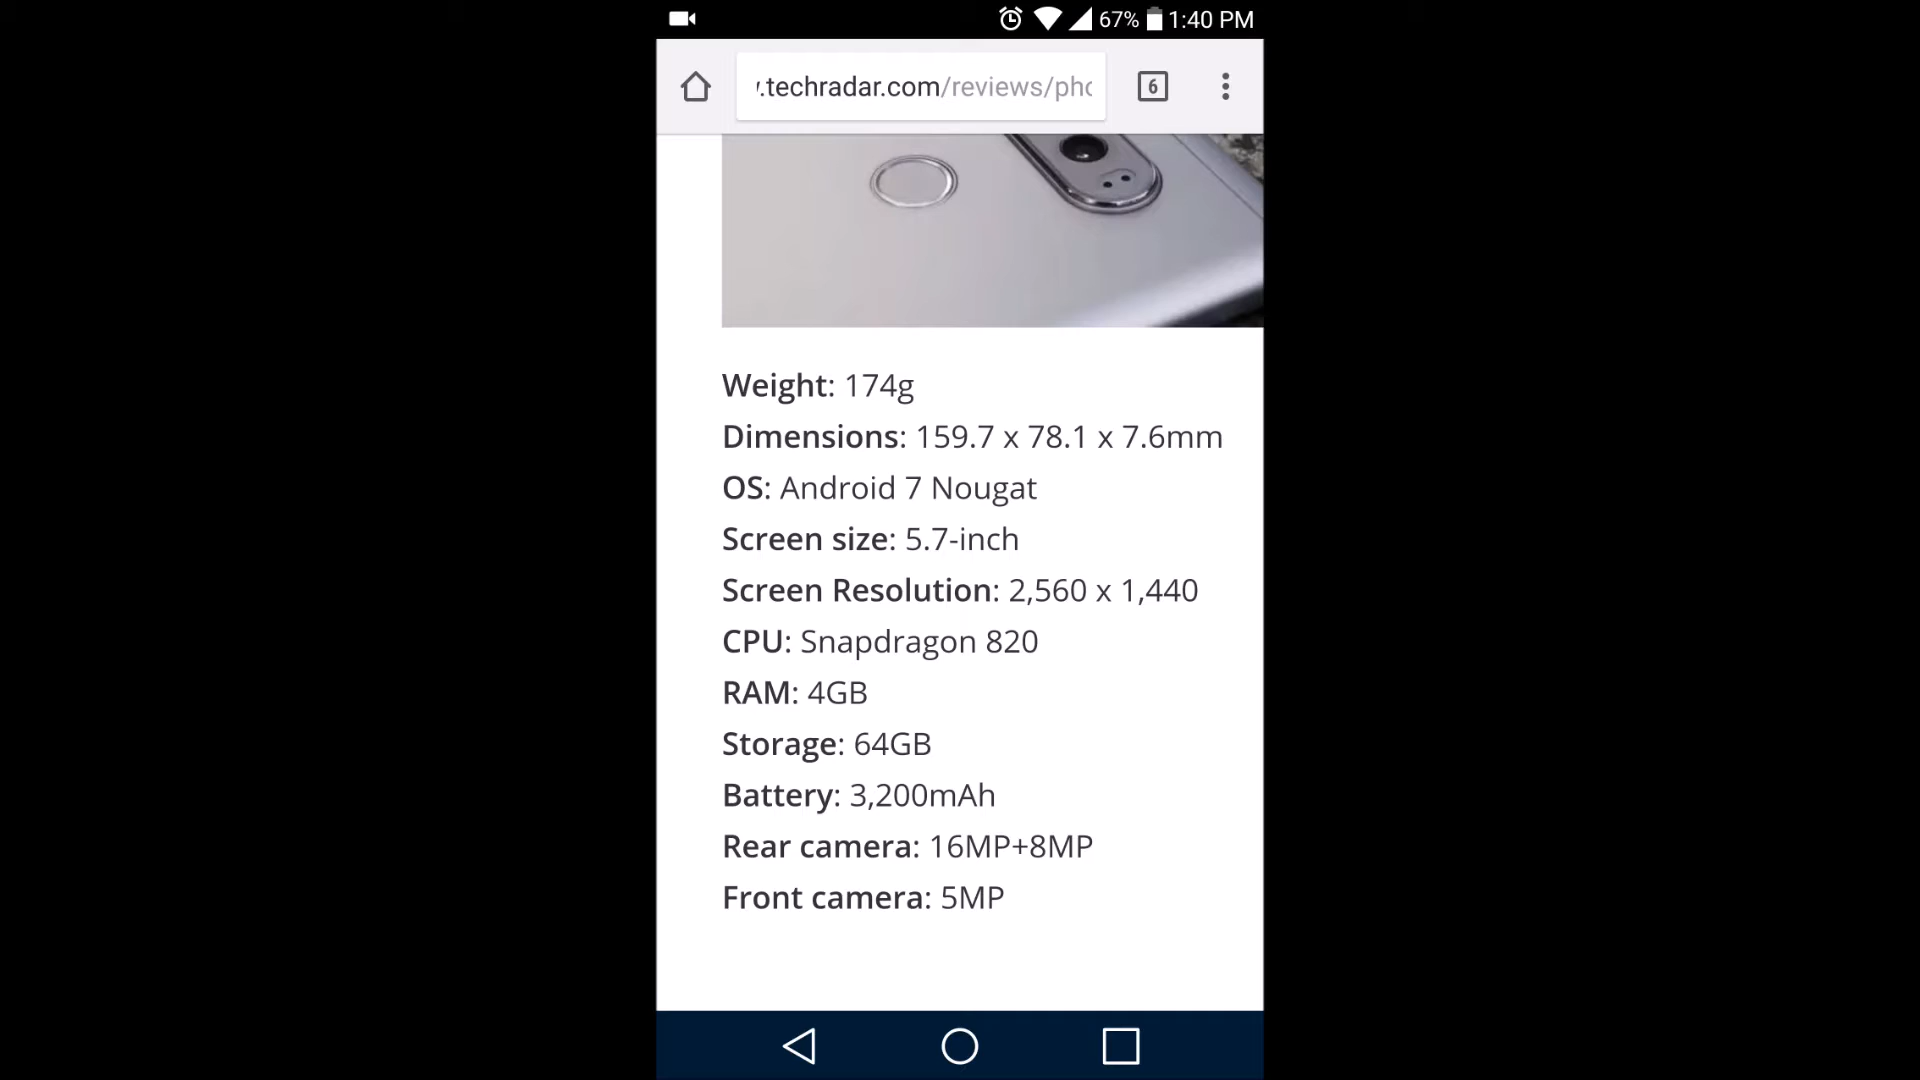 67% 1:40 PM
.techradar.com/reviews/pho
6
Weight: 174g
Dimensions: 159.7 x 78.1 x 7.6mm
OS: Android 7 Nougat
Screen size: 5.7-inch
Screen Resolution: 2,560 x 1,440
CPU: Snapdragon 820
RAM: 4GB
Storage: 64GB
Battery: 3,200mAh
Rear camera: 16MP+8MP
Front camera: 5MP